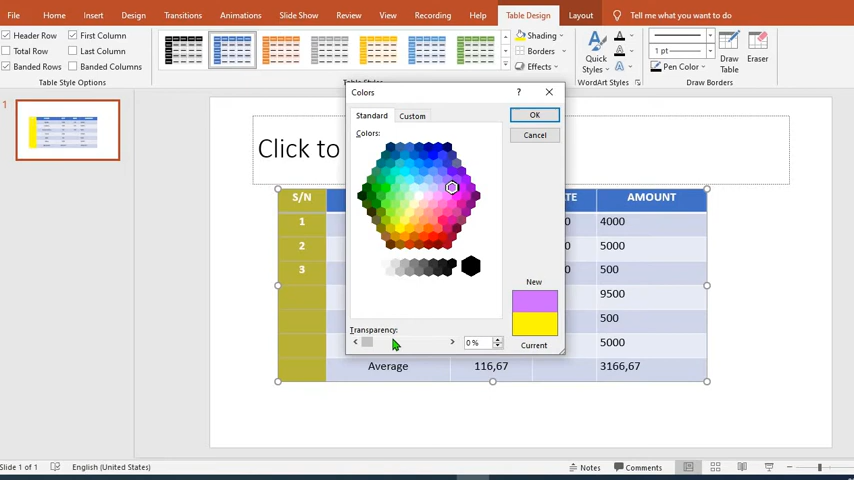 File Home Insert Design Transitions Animations Slide Show Review View Recording Help Table Design Layout Tell me what you want to do
Header Row First Column
Total Row Last Column
Banded Rows Banded Columns
Table Style Options
Shading
Borders
Effects
Quick Styles
A
A
A
WordArt Styles
1 pt
Pen Color
Draw Table
Eraser
Draw Borders
1
Click to
Colors ?
Standard Custom
Colors:
OK
Cancel
New
Current
Transparency:
0 %
S/N AMOUNT
1 4000
2 5000
3 500
9500
500
5000
Average 116,67 3166,67
Slide 1 of 1 English (United States) Notes Comments